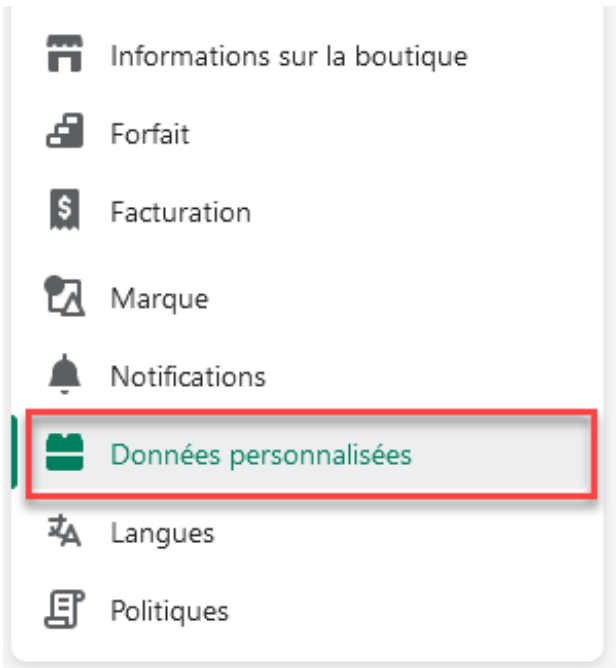 Informations sur la boutique
Forfait
Facturation
Marque
Notifications
Données personnalisées
Langues
Politiques